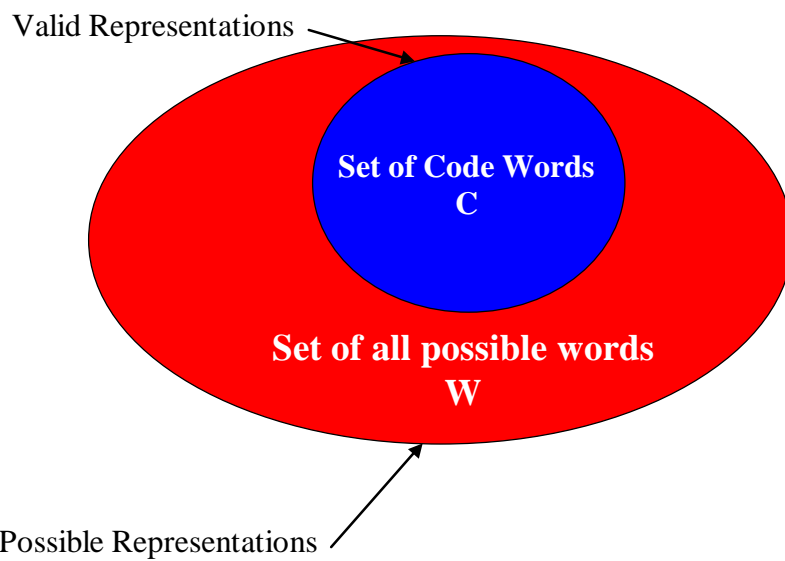 Valid Representations
Set of Code Words
C
Set of all possible words
W
Possible Representations